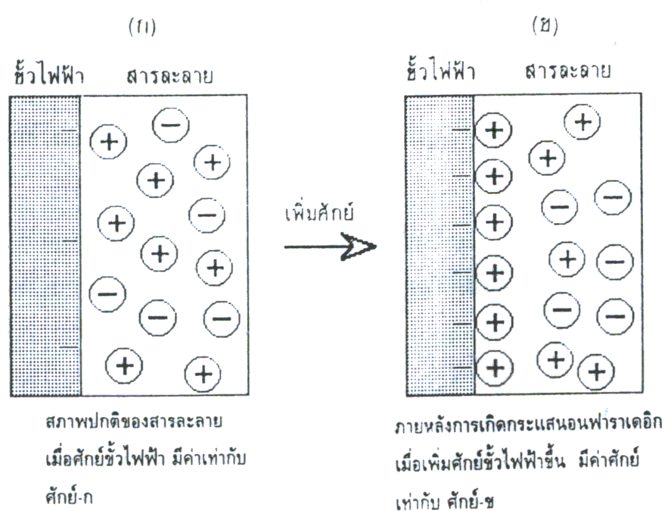 (ก)
(ข)
ขั้วไฟฟ้า สารละลาย
ขั้วไฟฟ้า สารละลาย
เพิ่มศักย์
สภาพปกติของสารละลาย
เมื่อศักย์ขั้วไฟฟ้า มีค่าเท่ากับ
ศักย์-ก
ภายหลังการเกิดกระแสนอนฟาราเดอิก
เมื่อเพิ่มศักย์ขั้วไฟฟ้าขึ้น มีค่าศักย์
เท่ากับ ศักย์-ข